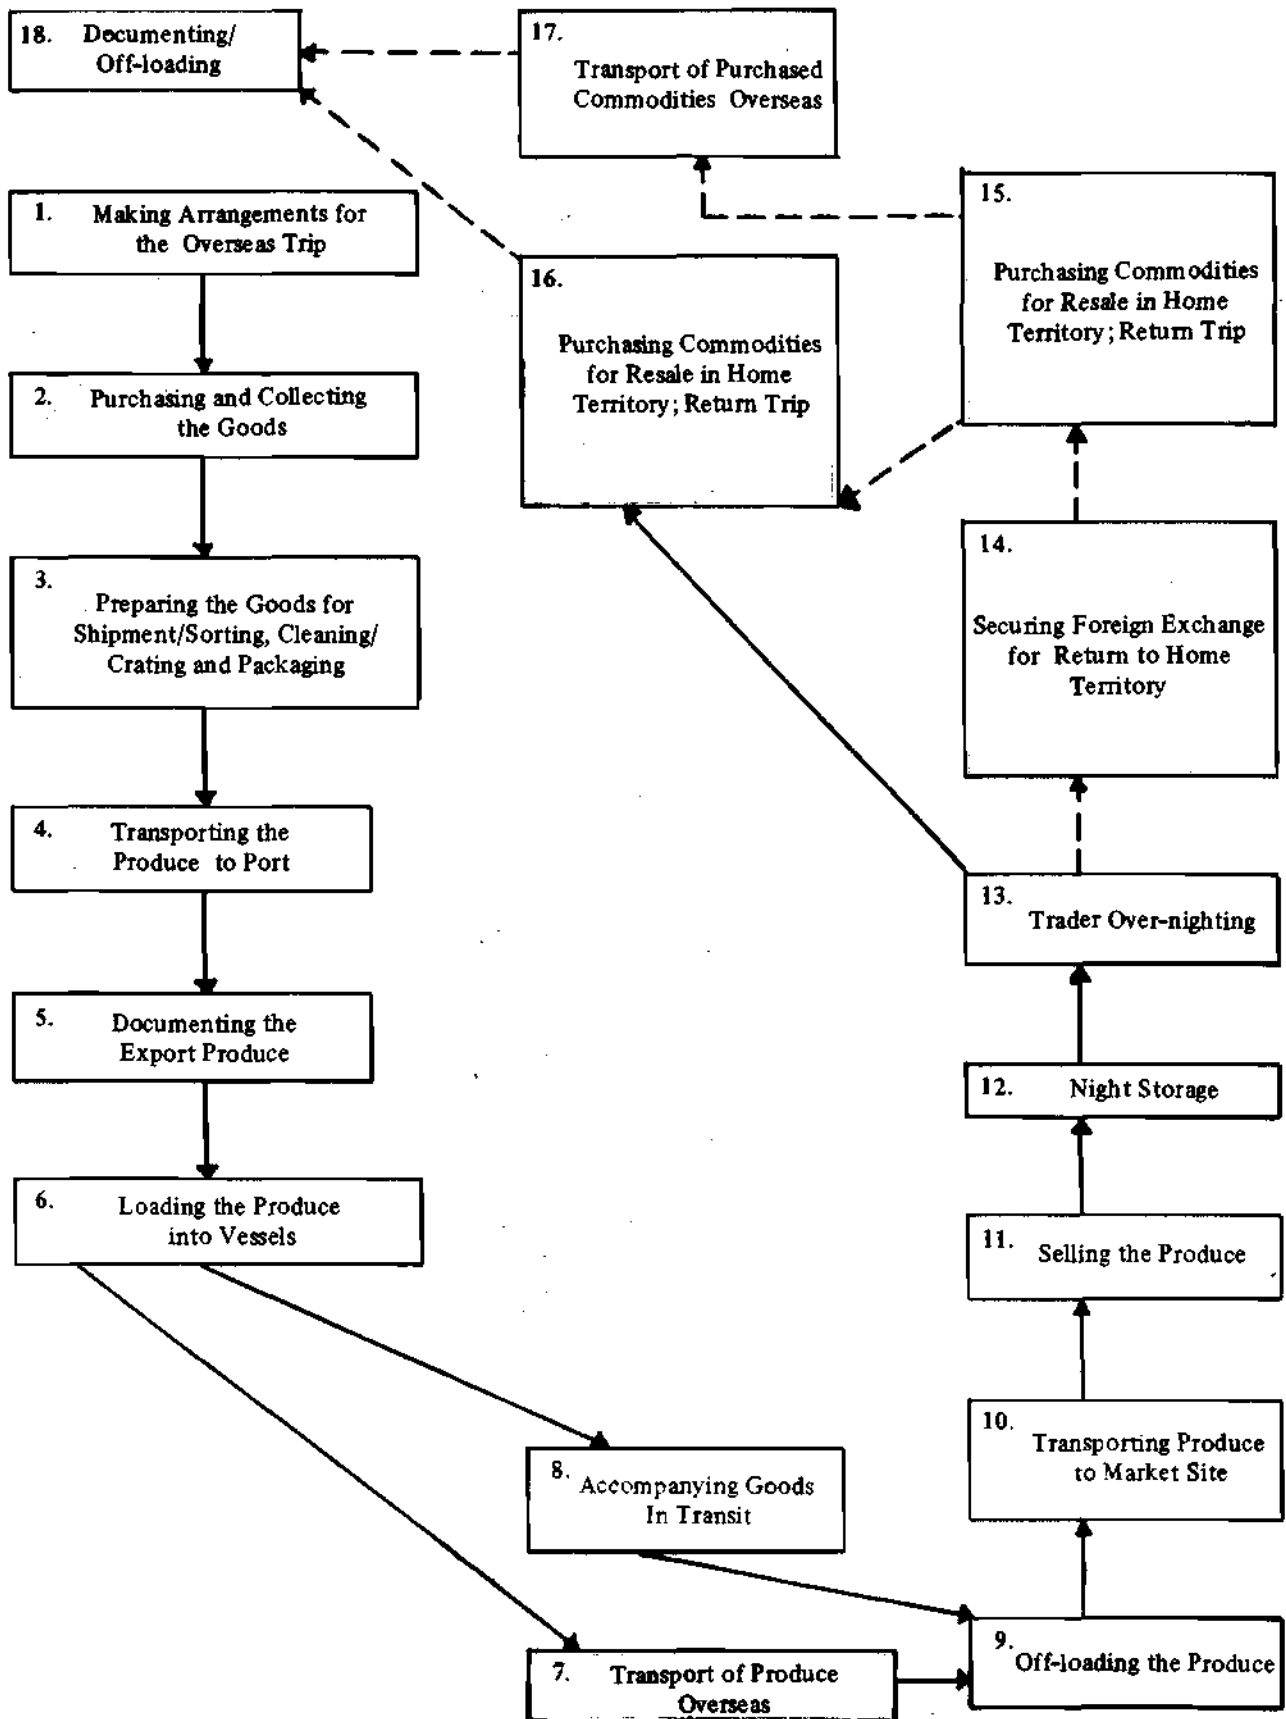 18. Documenting/
Off-loading
17.
Transport of Purchased
Commodities Overseas
1. Making Arrangements for
the Overseas Trip
15.
Purchasing Commodities
for Resale in Home
Territory; Return Trip
16.
Purchasing Commodities
for Resale in Home
Territory; Return Trip
2. Purchasing and Collecting
the Goods
3.
Preparing the Goods for
Shipment/Sorting, Cleaning/
Crating and Packaging
14.
Securing Foreign Exchange
for Return to Home
Territory
4. Transporting the
Produce to Port
13.
Trader Over-nighting
5. Documenting the
Export Produce
12. Night Storage
6. Loading the Produce
into Vessels
11. Selling the Produce
10.
Transporting Produce
to Market Site
8. Accompanying Goods
In Transit
9.
Off-loading the Produce
7. Transport of Produce
Overseas